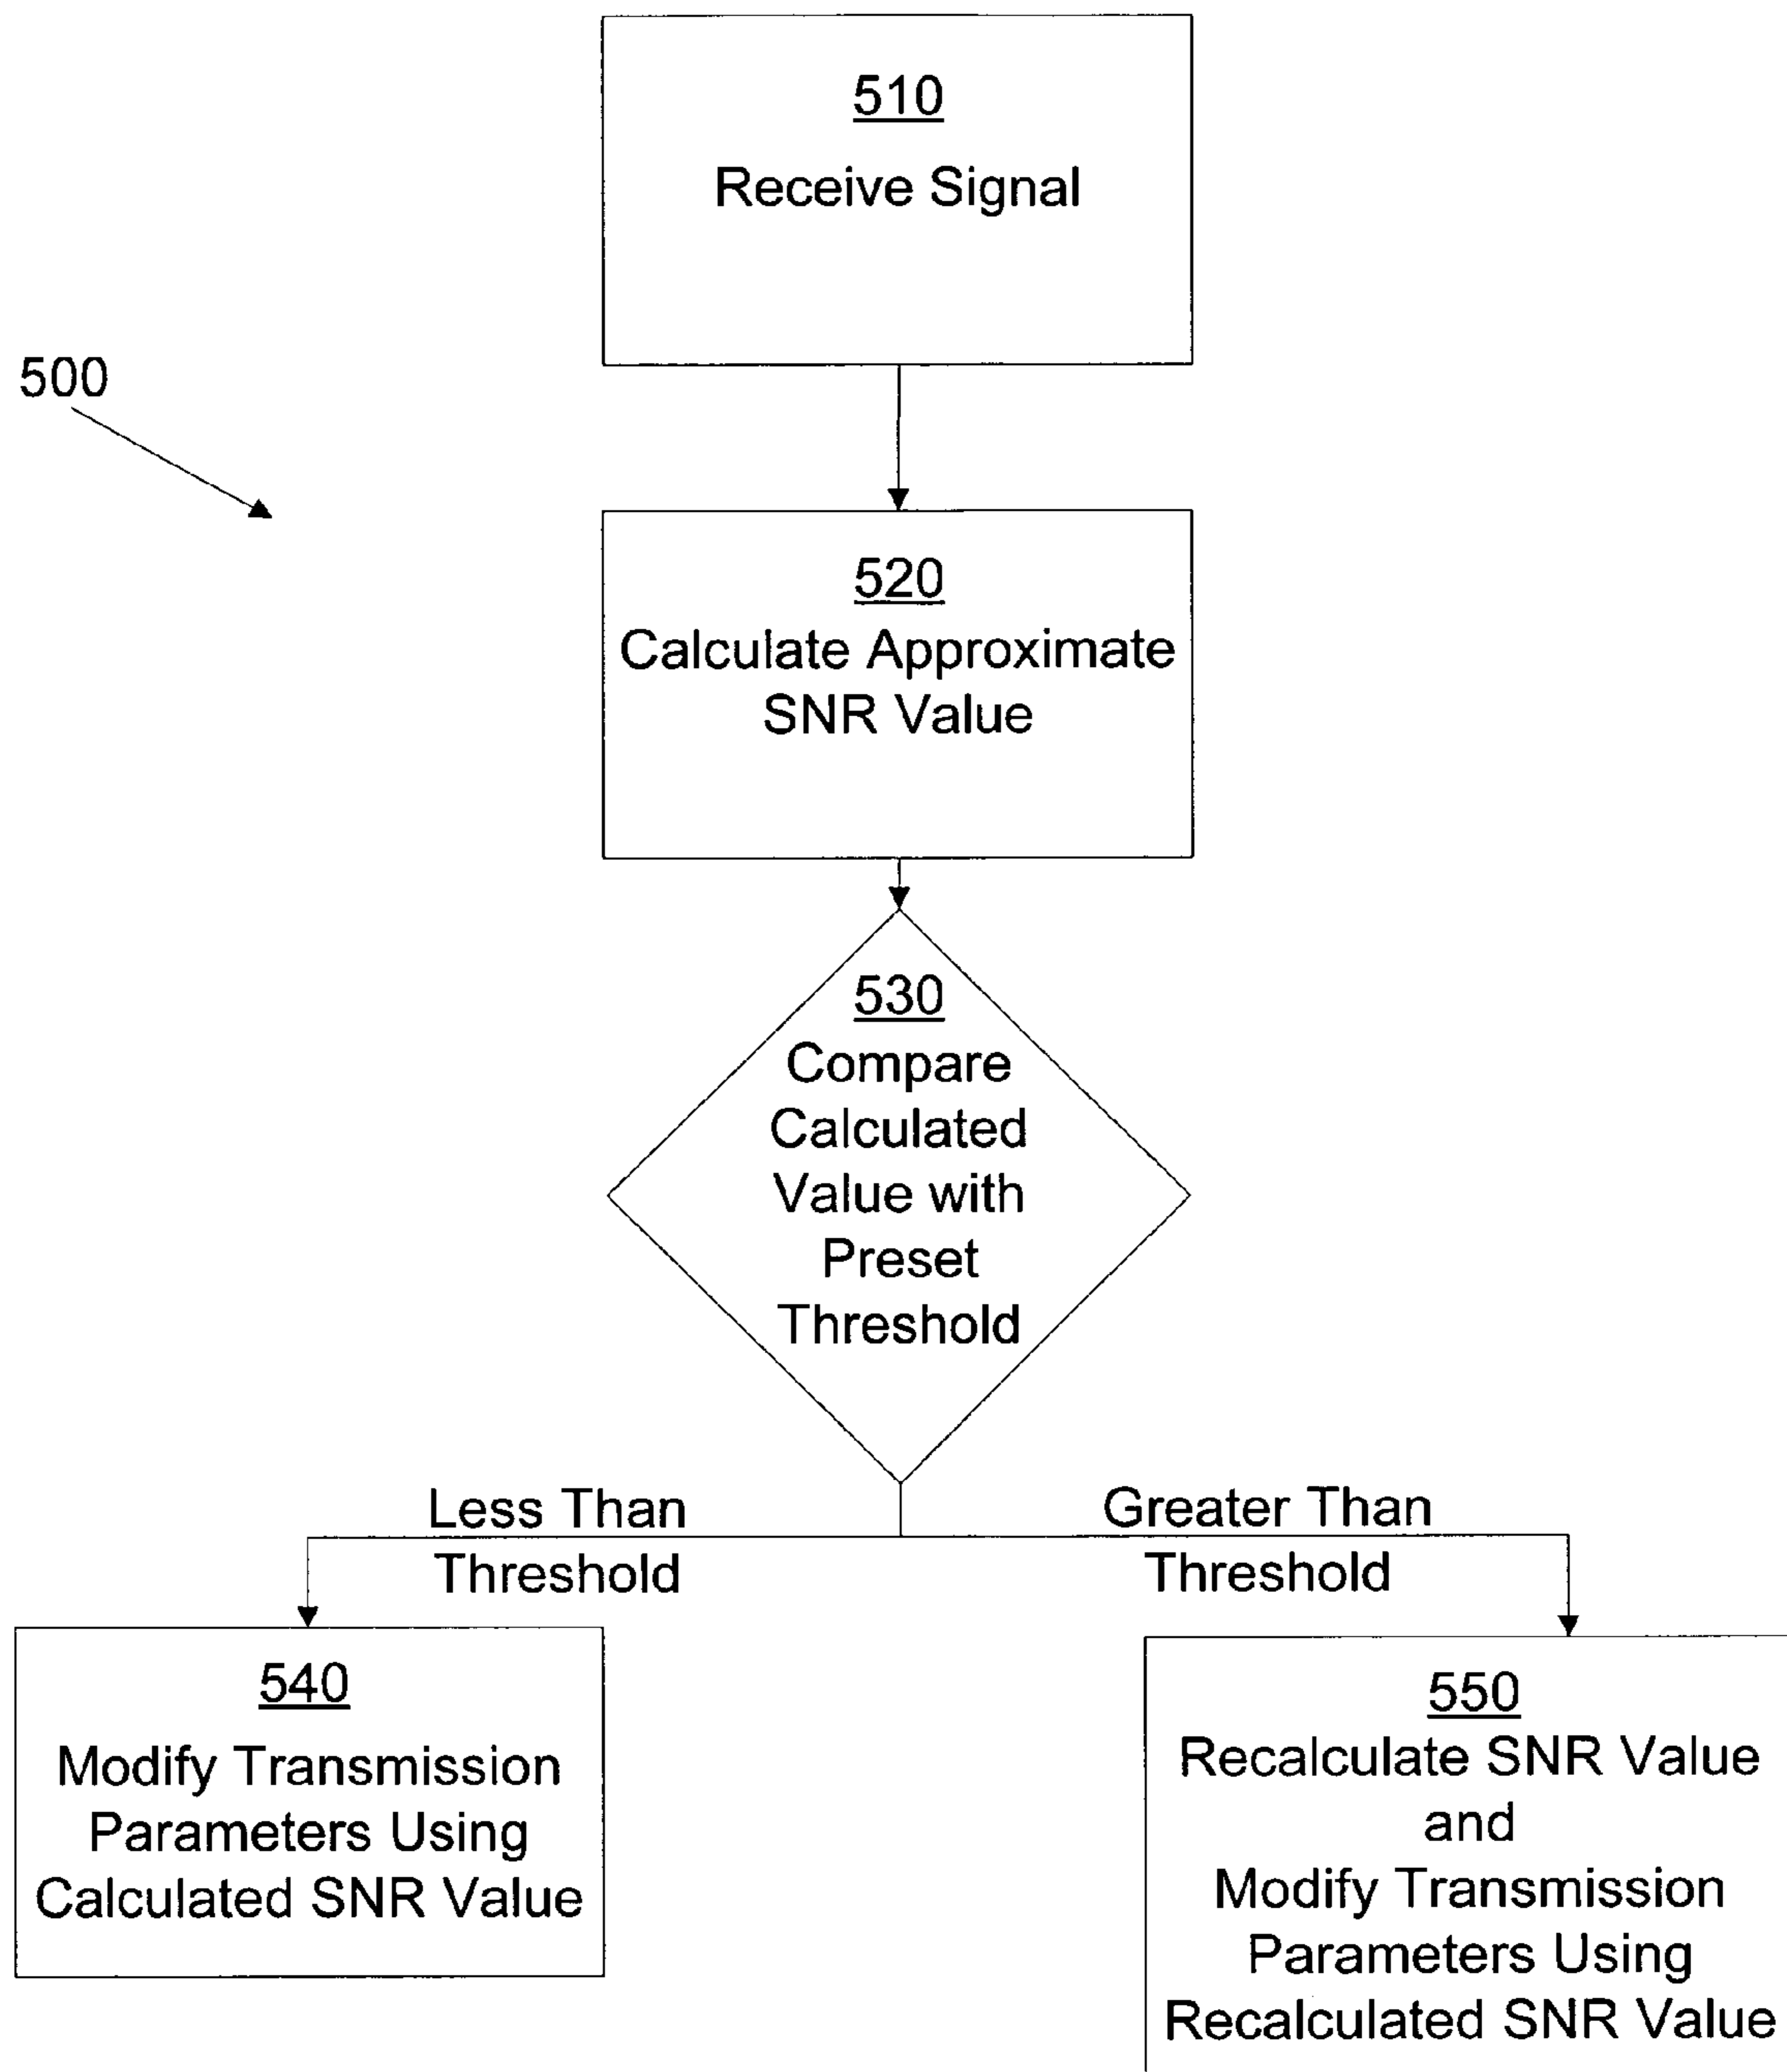 510
Receive Signal
500
520
Calculate Approximate
SNR Value
530
Compare
Calculated
Value with
Preset
Threshold
Less Than
Threshold
Greater Than
Threshold
540
Modify Transmission
Parameters Using
Calculated SNR Value
550
Recalculate SNR Value
and
Modify Transmission
Parameters Using
Recalculated SNR Value